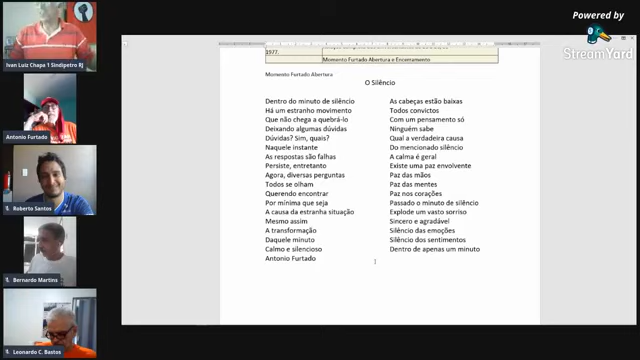 Powered by
StreamYard
1977.
Momento Furtado Abertura e Encerramento
Momento Furtado Abertura
O Silêncio
Dentro do minuto de silêncio
Há um estranho movimento
Que não chega a quebrá-lo
Deixando algumas dúvidas
Dúvidas? Sim, quais?
Naquele instante
As respostas são falhas
Persiste, entretanto
Agora, diversas perguntas
Todos se olham
Querendo encontrar
Por mínima que seja
A causa da estranha situação
Mesmo assim
A transformação
Daquele minuto
Calmo e silencioso
Antonio Furtado
As cabeças estão baixas
Todos convictos
Com um pensamento só
Ninguém sabe
Qual a verdadeira causa
Do mencionado silêncio
A calma é geral
Existe uma paz envolvente
Paz das mãos
Paz das mentes
Paz nos corações
Passado o minuto de silêncio
Explode um vasto sorriso
Sincero e agradável
Silêncio das emoções
Silêncio dos sentimentos
Dentro de apenas um minuto
Ivan Luiz Chapa 1 Sindipetro RJ
Antonio Furtado
Roberto Santos
Bernardo Martins
Leonardo C. Bastos